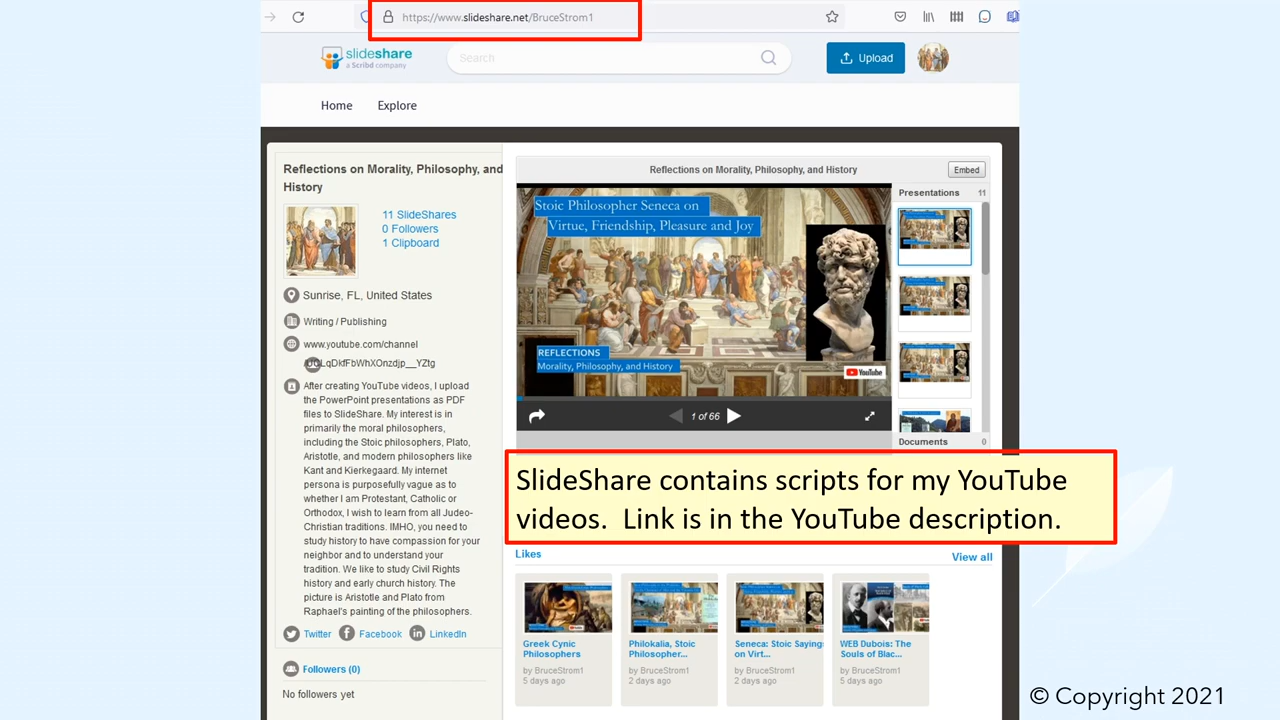 https://www.slideshare.net/BruceStrom1
slideshare
a Scribd company
Search
Upload
Home
Explore
Reflections on Morality, Philosophy, and
History
11 SlideShares
0 Followers
1 Clipboard
Sunrise, FL, United States
Writing / Publishing
www.youtube.com/channel
LqDkfFbWhXOnzdjp__YZtg
After creating YouTube videos, I upload
the PowerPoint presentations as PDF
files to SlideShare. My interest is in
primarily the moral philosophers,
including the Stoic philosophers, Plato,
Aristotle, and modern philosophers like
Kant and Kierkegaard. My internet
persona is purposefully vague as to
whether I am Protestant, Catholic or
Orthodox, I wish to learn from all Judeo-
Christian traditions. IMHO, you need to
study history to have compassion for your
neighbor and to understand your
tradition. We like to study Civil Rights
history and early church history. The
picture is Aristotle and Plato from
Raphael's painting of the philosophers.
Twitter
Facebook
LinkedIn
Followers (0)
No followers yet
Reflections on Morality, Philosophy, and History
Embed
Stoic Philosopher Seneca on
Virtue, Friendship, Pleasure and Joy
REFLECTIONS
Morality, Philosophy, and History
YouTube
1 of 66
Presentations 11
Documents 0
SlideShare contains scripts for my YouTube
videos. Link is in the YouTube description.
Likes
View all
Greek Cynic
Philosophers
by BruceStrom1
5 days ago
Philokalia, Stoic
Philosopher...
by BruceStrom1
2 days ago
Seneca: Stoic Sayings
on Virt...
by BruceStrom1
2 days ago
WEB Dubois: The
Souls of Blac...
by BruceStrom1
5 days ago
© Copyright 2021